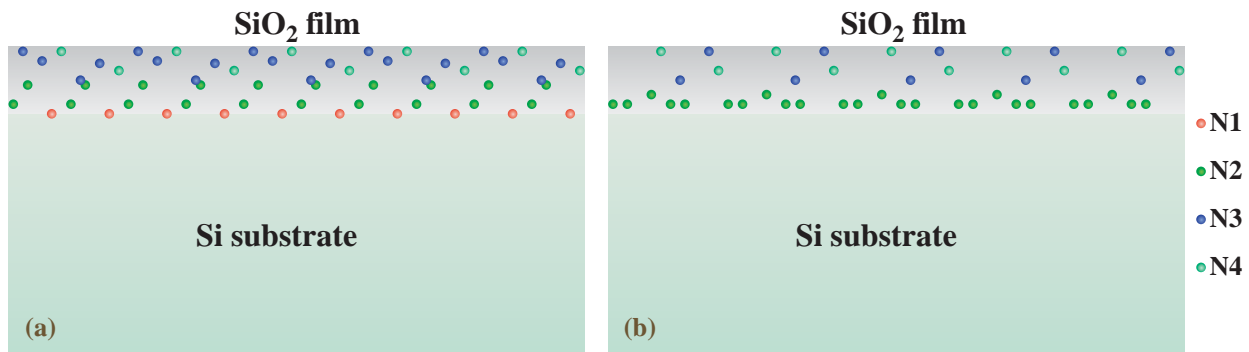 SiO₂ film
Si substrate
(a)
SiO₂ film
Si substrate
(b)
N1
N2
N3
N4